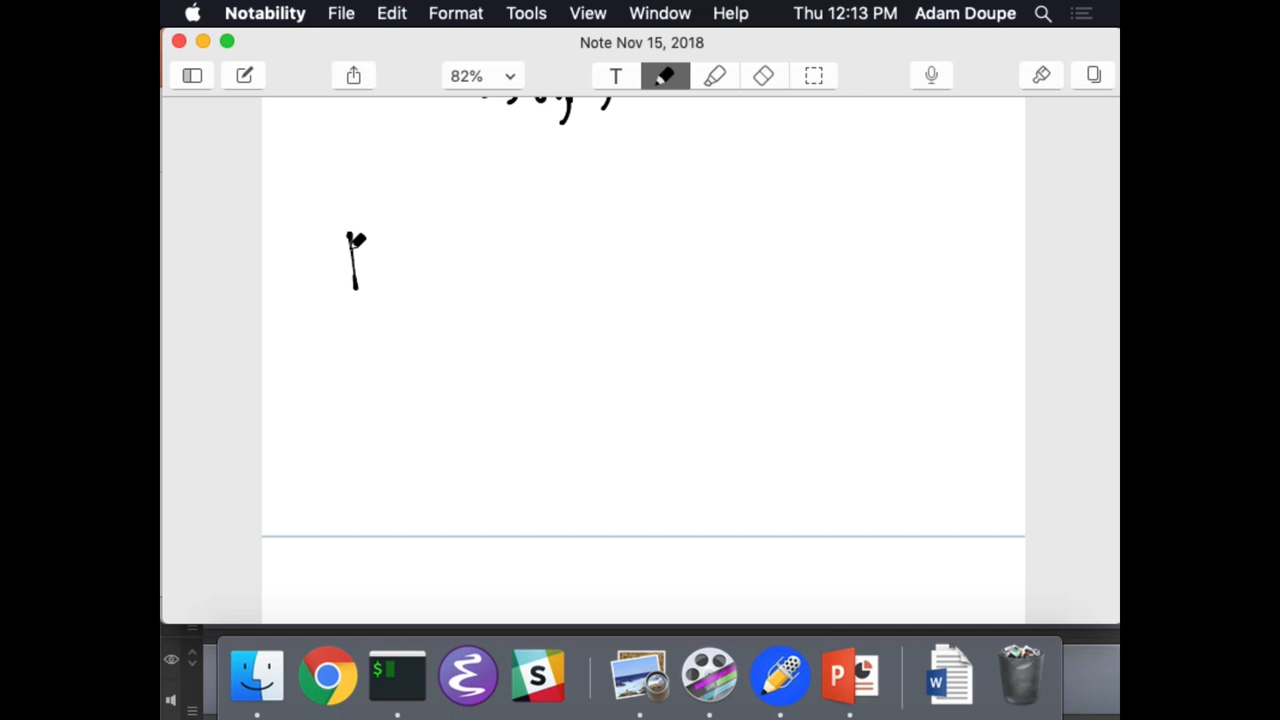 Notability File Edit Format Tools View Window Help Thu 12:13 PM Adam Doupe
Note Nov 15, 2018
82% T
$
S
P
W